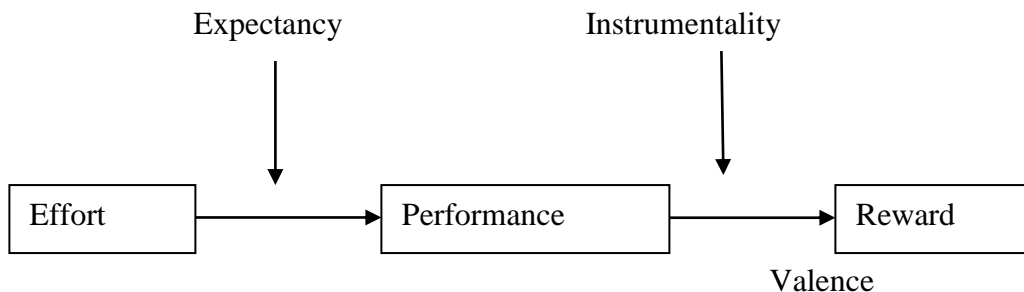 Expectancy Instrumentality
Effort Performance Reward
Valence